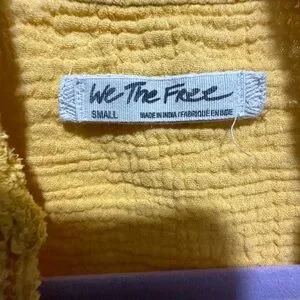 We The Free
SMALL MADE IN INDIA / FABRIQUÉ EN INDE